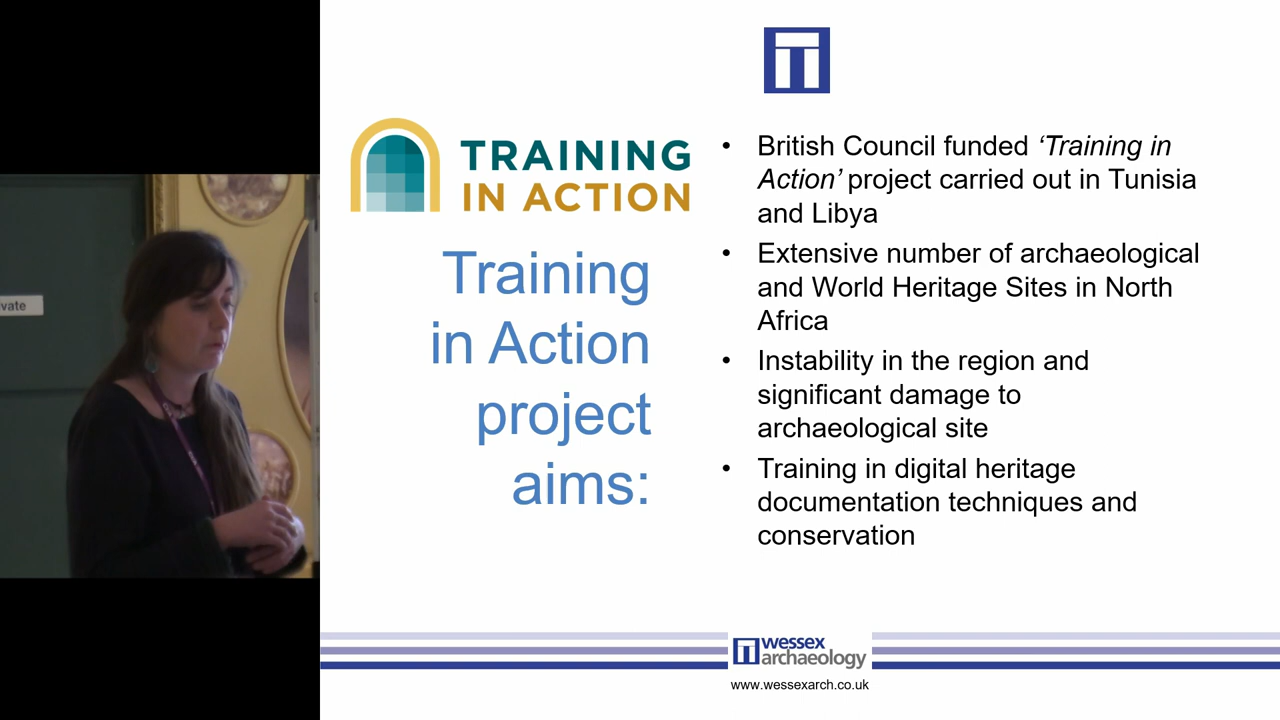 vate
TRAINING
IN ACTION
Training
in Action
project
aims:
• British Council funded ‘Training in
Action’ project carried out in Tunisia
and Libya
• Extensive number of archaeological
and World Heritage Sites in North
Africa
• Instability in the region and
significant damage to
archaeological site
• Training in digital heritage
documentation techniques and
conservation
wessex
archaeology
www.wessexarch.co.uk